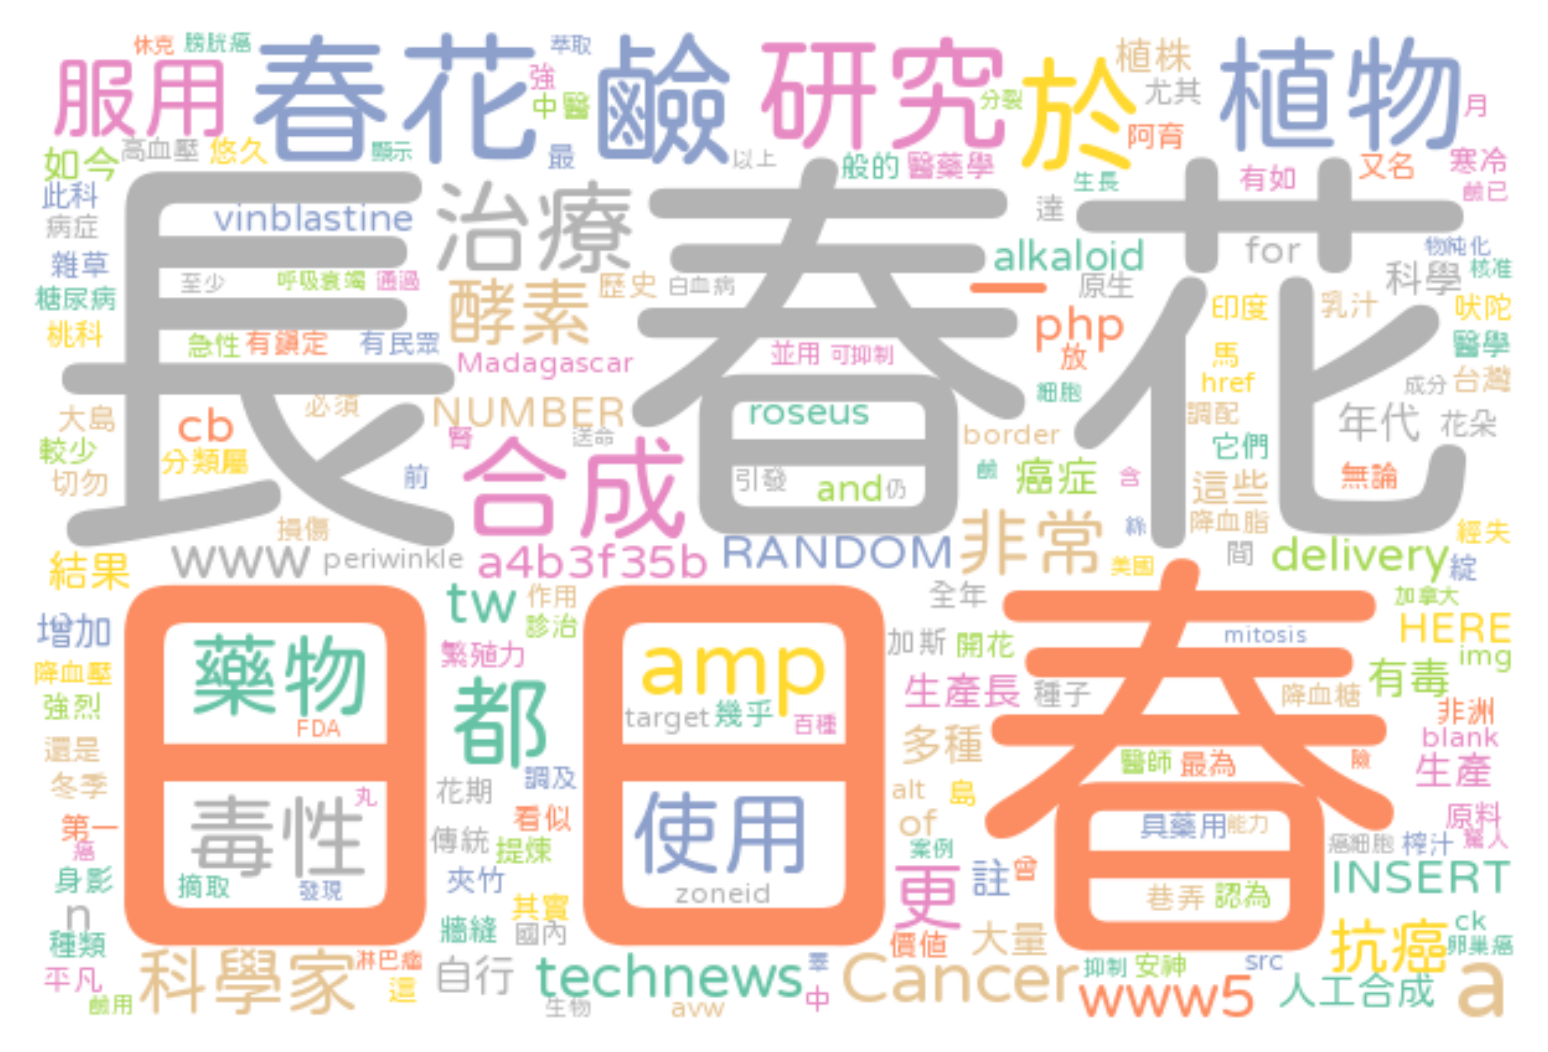 休克 膀胱癌 萃取
服用 春花 鹼 研究 於 植株 植物
強 中醫 分裂 尤其 月
如今 高血壓 悠久 顯示 最 以上 般的 醫藥學 阿育 有如 又名 寒冷
此科 生長 鹼已
長春花
病症 vinblastine 治療 達 alkaloid for 物純化
雜草 至少 呼吸衰竭 通過 酵素 歷史 白血病 一 原生 科學 核准
糖尿病 印度 乳汁 吠陀
桃科 急性 有鎮定 有民眾 Madagascar 並用 可抑制 php 放 馬 醫學
href 成分 台灣
大島 必須 NUMBER roseus 細胞 調配 年代 花朵
cb 腎 送命 border 它們
較少 分類屬 合成 鹼 癌症 含 無論
切勿 前 引發 and 仍 這些
損傷 絲 降血脂 經失
結果 www periwinkle a4b3f35b RANDOM 非常 美國 間 delivery 綻
日日春
tw 作用 全年 加拿大
增加 藥物 診治 amp 加斯 開花 mitosis HERE
降血壓 繁殖力 img
強烈 FDA 都 target 幾乎 百種 生產長 種子 降血糖 有毒 非洲
還是 多種 blank
冬季 花期 調及 醫師 最為 險 生產
毒性 丸 使用 alt 島
第一 看似 of 具藥用 能力 原料
癌 傳統 提煉 案例 癌細胞 榨汁 驚人
身影 摘取 發現 夾竹 zoneid 更 註 曾 INSERT
n 其實 巷弄 認為
種類 牆縫 國內 價值 大量 抗癌 ck 卵巢癌
平凡 科學家 淋巴瘤 自行 technews 中 Cancer 抑制 安神 src
鹼用 這 生物 avw www5 人工合成 a